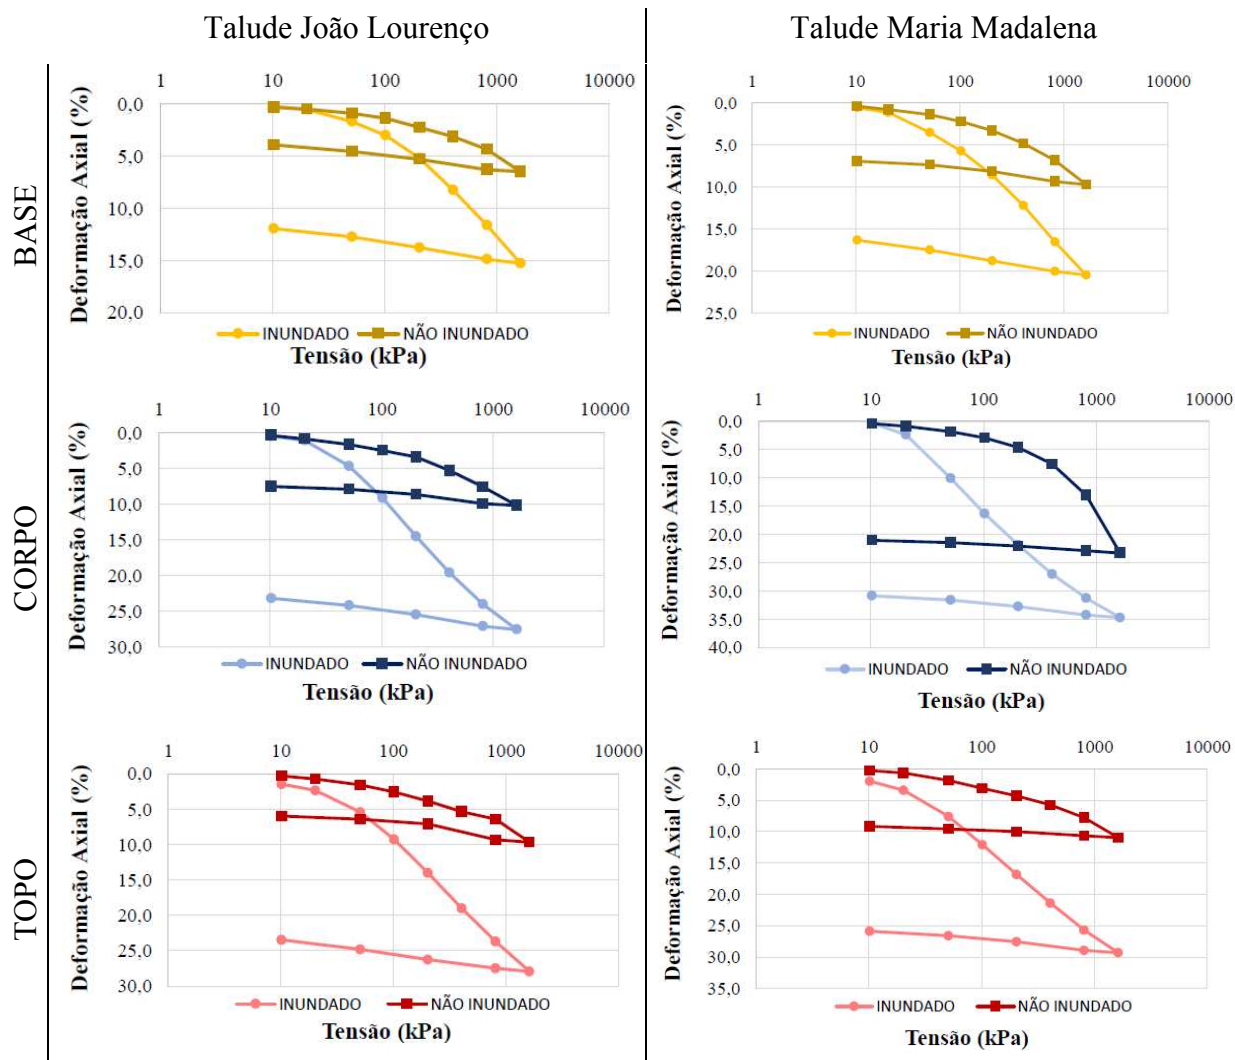 Talude João Lourenço
Talude Maria Madalena
BASE
1 10 100 1000 10000
Deformação Axial (%)
0.0
5.0
10.0
15.0
20.0
INUNDADO NÃO INUNDADO
Tensão (kPa)
1 10 100 1000 10000
Deformação Axial (%)
0.0
5.0
10.0
15.0
20.0
25.0
INUNDADO NÃO INUNDADO
Tensão (kPa)
CORPO
1 10 100 1000 10000
Deformação Axial (%)
0,0
5,0
10,0
15,0
20,0
25,0
30,0
INUNDADO NÃO INUNDADO
Tensão (kPa)
1 10 100 1000 10000
Deformação Axial (%)
0,0
5,0
10,0
15,0
20,0
25,0
30,0
35,0
40,0
INUNDADO NÃO INUNDADO
Tensão (kPa)
TOPO
1 10 100 1000 10000
Deformação Axial (%)
0,0
5,0
10,0
15,0
20,0
25,0
30,0
INUNDADO NÃO INUNDADO
Tensão (kPa)
1 10 100 1000 10000
Deformação Axial (%)
0,0
5,0
10,0
15,0
20,0
25,0
30,0
35,0
INUNDADO NÃO INUNDADO
Tensão (kPa)